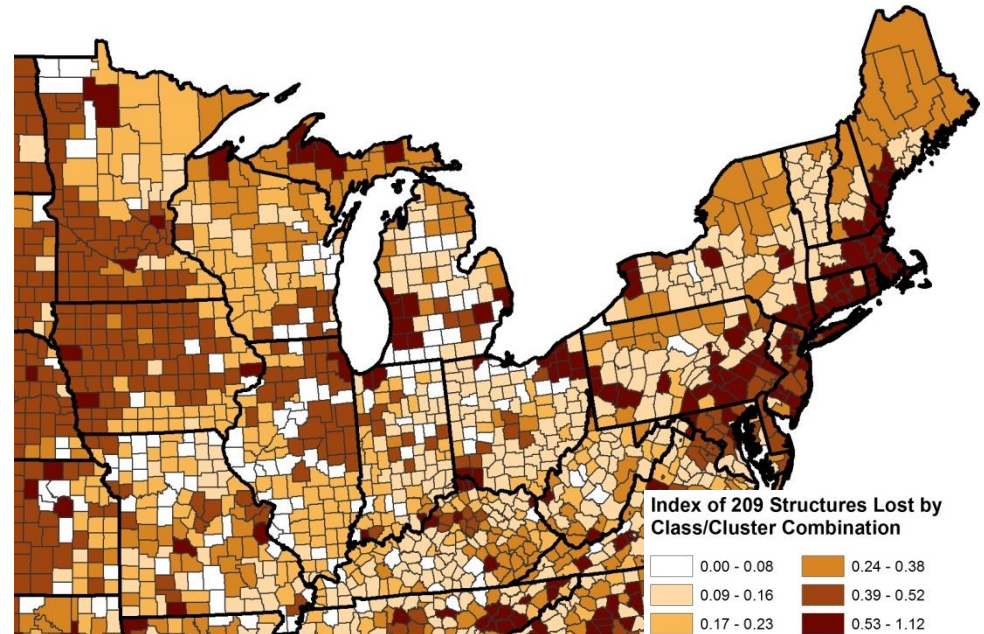 Index of 209 Structures Lost by
Class/Cluster Combination
0.00 - 0.08
0.24 - 0.38
0.09 - 0.16
0.39 - 0.52
0.17 - 0.23
0.53 - 1.12